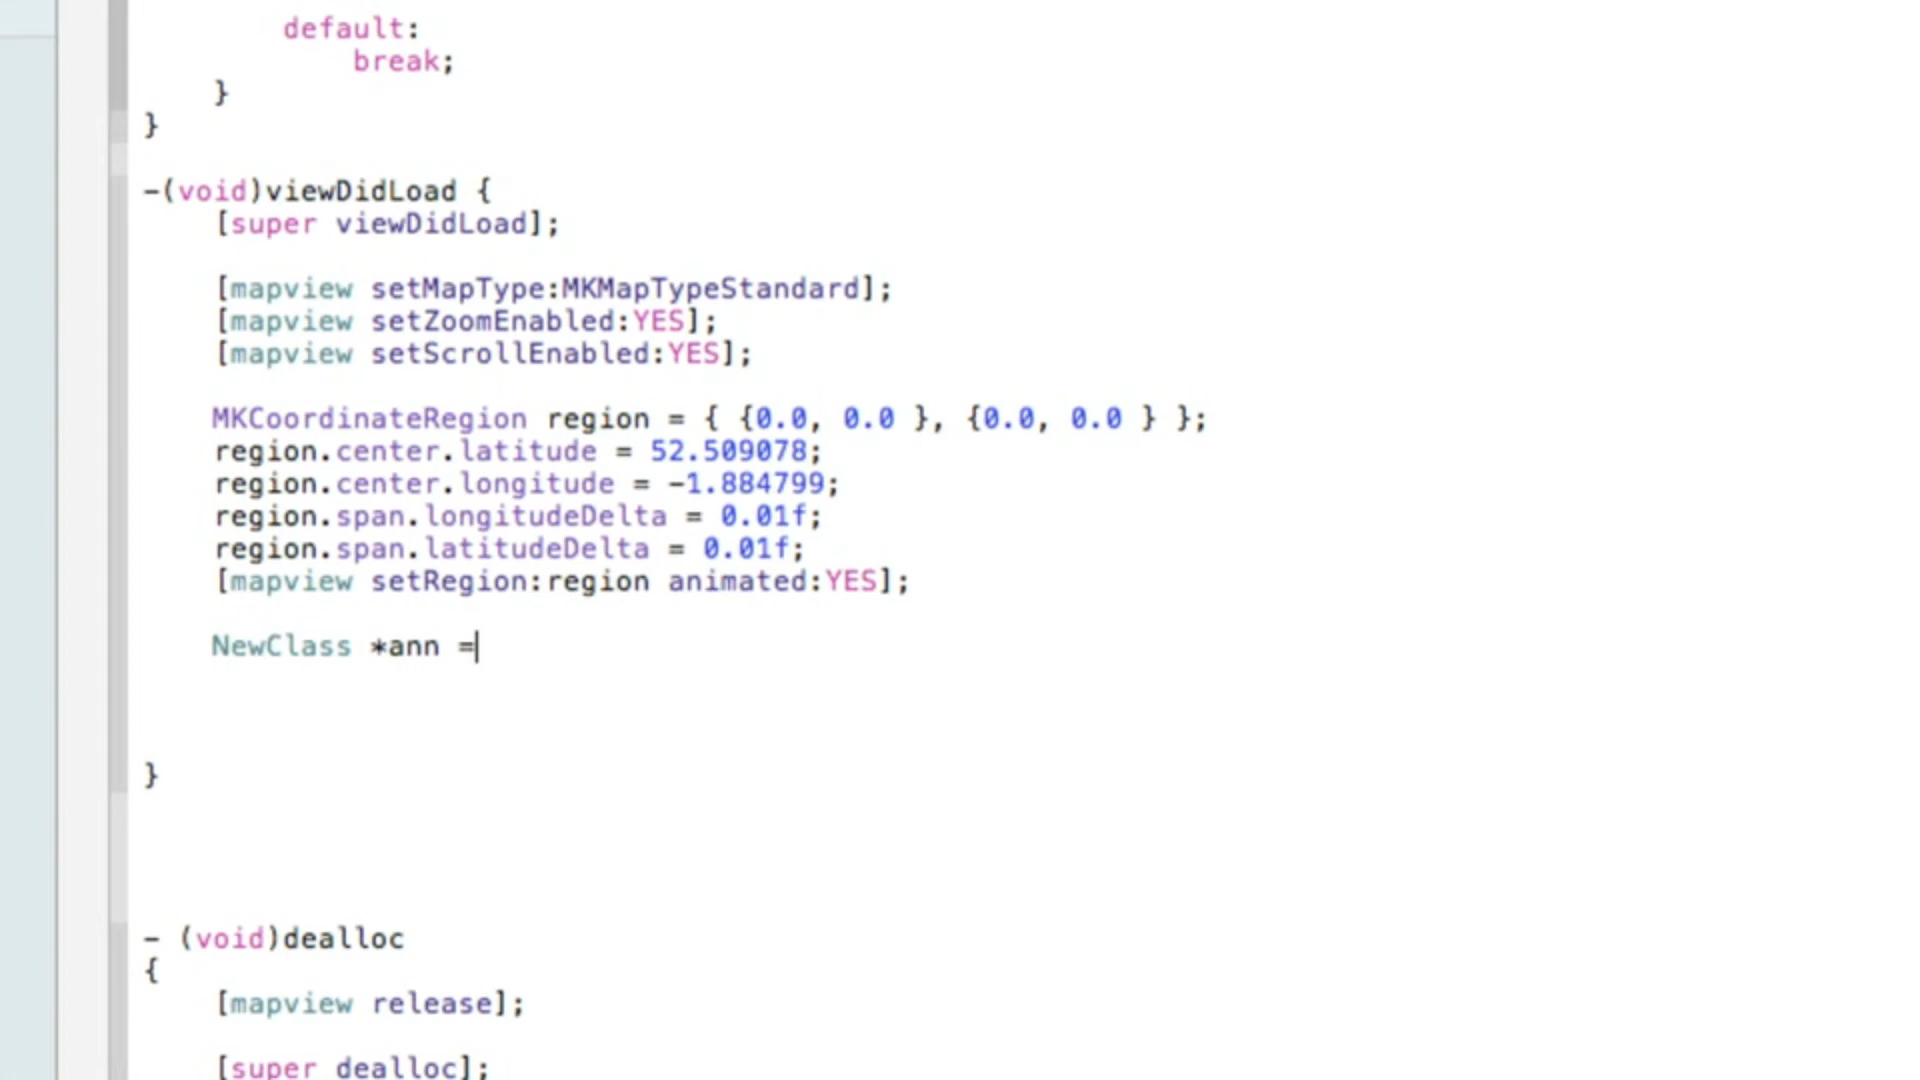 default:
break;
}
}
-(void)viewDidLoad {
[super viewDidLoad];
[mapview setMapType:MKMapTypeStandard];
[mapview setZoomEnabled:YES];
[mapview setScrollEnabled:YES];
MKCoordinateRegion region = { {0.0, 0.0 }, {0.0, 0.0 } };
region.center.latitude = 52.509078;
region.center.longitude = -1.884799;
region.span.longitudeDelta = 0.01f;
region.span.latitudeDelta = 0.01f;
[mapview setRegion:region animated:YES];
NewClass *ann =
}
- (void)dealloc
{
[mapview release];
[super dealloc];